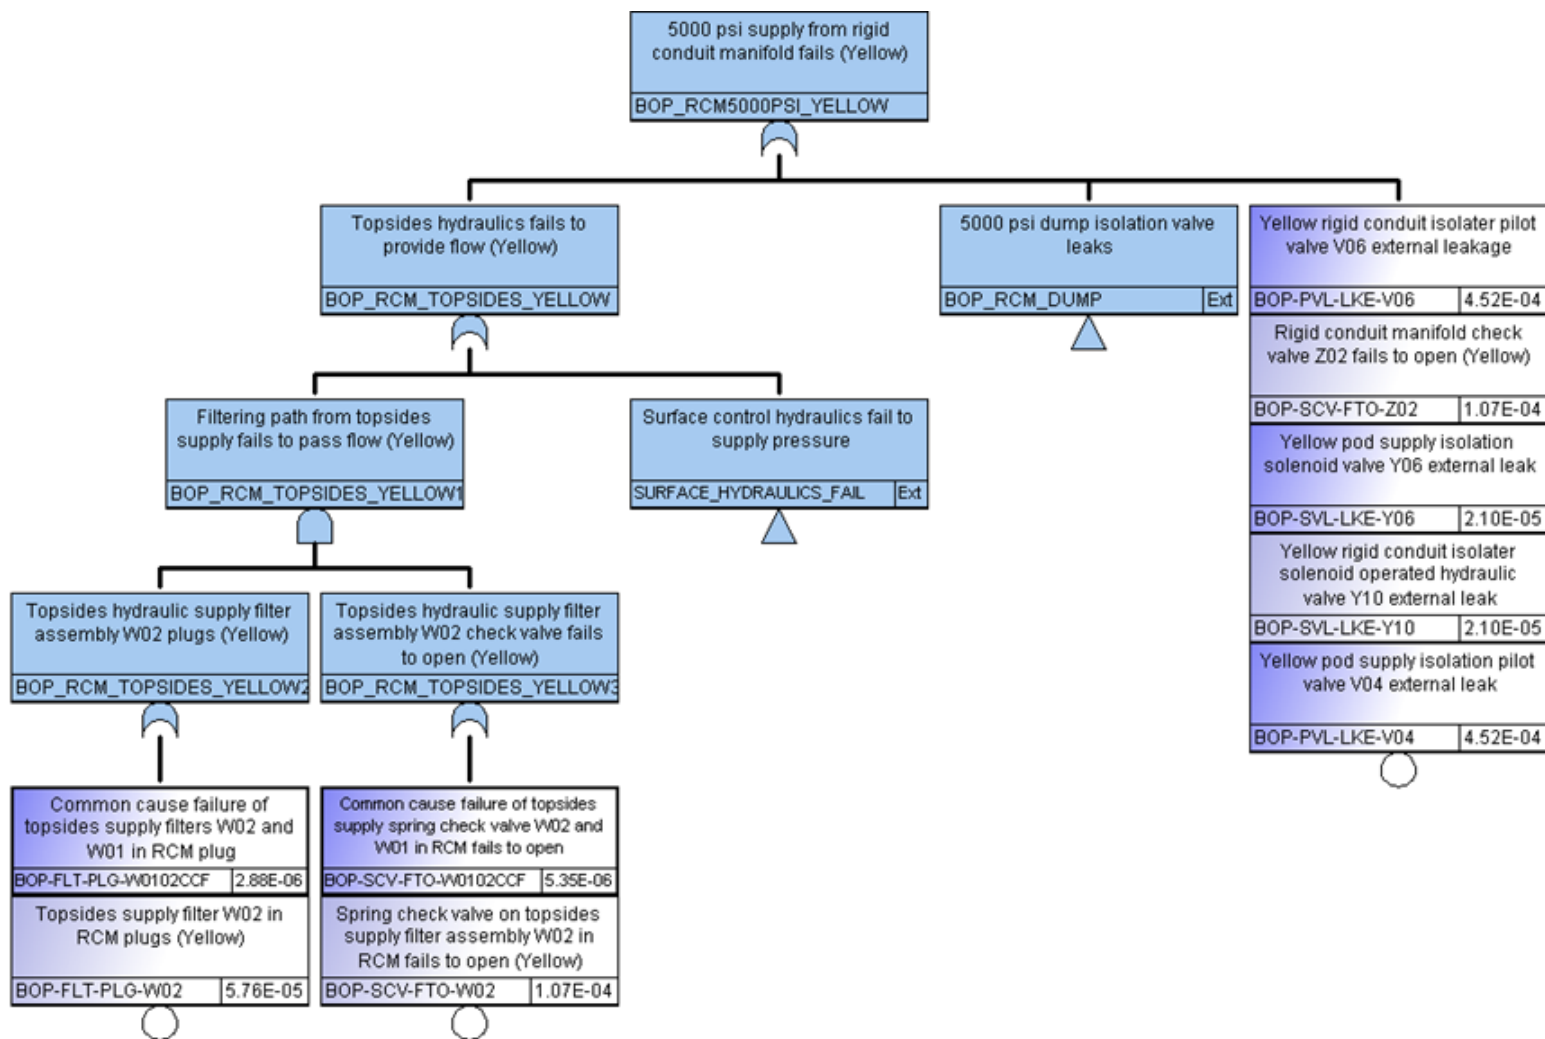 5000 psi supply from rigid
conduit manifold fails (Yellow)
BOP_RCM5000PSI_YELLOW
Topsides hydraulics fails to
provide flow (Yellow)
BOP_RCM_TOPSIDES_YELLOW
5000 psi dump isolation valve
leaks
BOP_RCM_DUMP Ext
Yellow rigid conduit isolater pilot
valve V06 external leakage
BOP-PVL-LKE-V06 4.52E-04
Rigid conduit manifold check
valve Z02 fails to open (Yellow)
BOP-SCV-FTO-Z02 1.07E-04
Yellow pod supply isolation
solenoid valve Y06 external leak
BOP-SVL-LKE-Y06 2.10E-05
Yellow rigid conduit isolater
solenoid operated hydraulic
valve Y10 external leak
BOP-SVL-LKE-Y10 2.10E-05
Yellow pod supply isolation pilot
valve V04 external leak
BOP-PVL-LKE-V04 4.52E-04
Filtering path from topsides
supply fails to pass flow (Yellow)
BOP_RCM_TOPSIDES_YELLOW1
Surface control hydraulics fail to
supply pressure
SURFACE_HYDRAULICS_FAIL Ext
Topsides hydraulic supply filter
assembly W02 plugs (Yellow)
BOP_RCM_TOPSIDES_YELLOW2
Topsides hydraulic supply filter
assembly W02 check valve fails
to open (Yellow)
BOP_RCM_TOPSIDES_YELLOW3
Common cause failure of
topsides supply filters W02 and
W01 in RCM plug
BOP-FLT-PLG-W0102CCF 2.88E-06
Topsides supply filter W02 in
RCM plugs (Yellow)
BOP-FLT-PLG-W02 5.76E-05
Common cause failure of topsides
supply spring check valve W02 and
W01 in RCM fails to open
BOP-SCV-FTO-W0102CCF 5.35E-06
Spring check valve on topsides
supply filter assembly W02 in
RCM fails to open (Yellow)
BOP-SCV-FTO-W02 1.07E-04